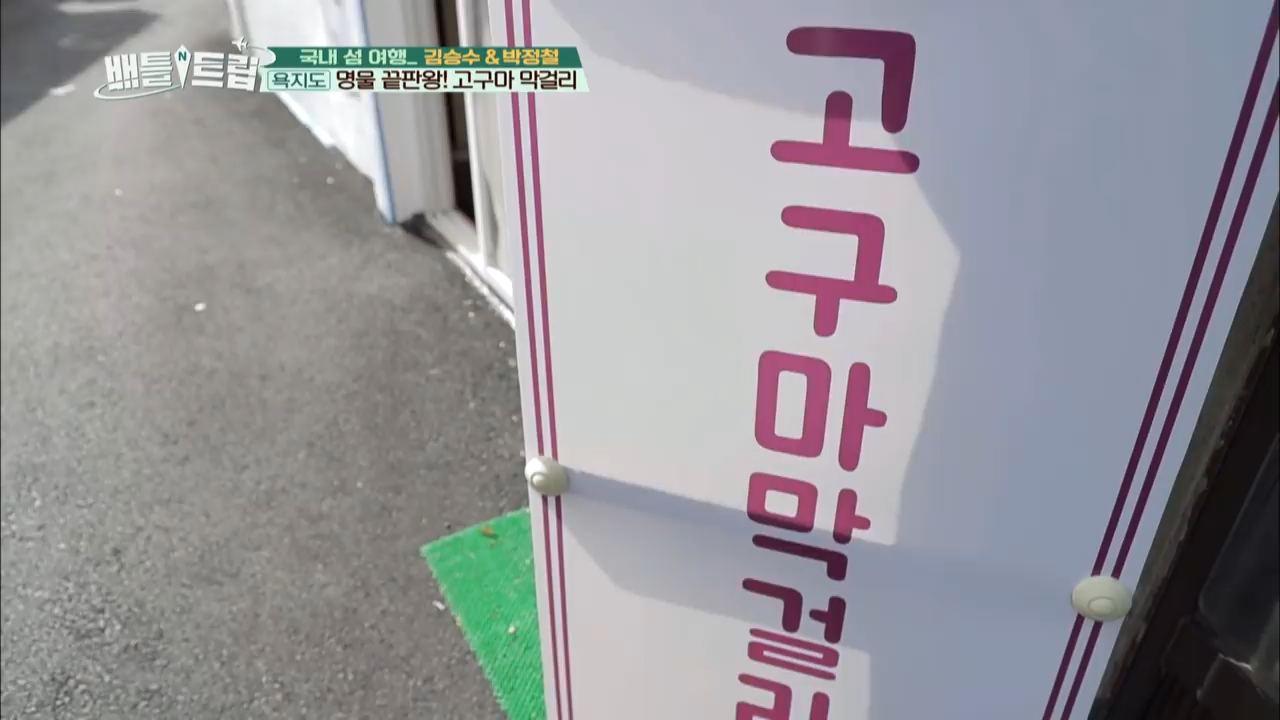 배틀트립
N
국내 섬 여행_ 김승수 & 박정철
욕지도 명물 끝판왕! 고구마 막걸리
고구마막걸리